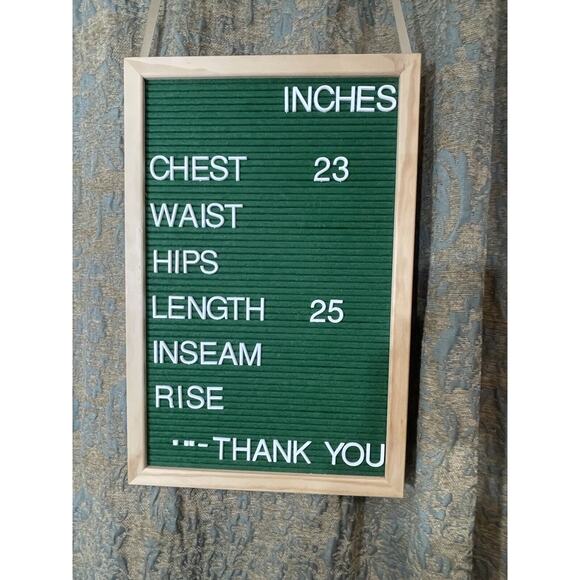 INCHES
CHEST 23
WAIST
HIPS
LENGTH 25
INSEAM
RISE
THANK YOU